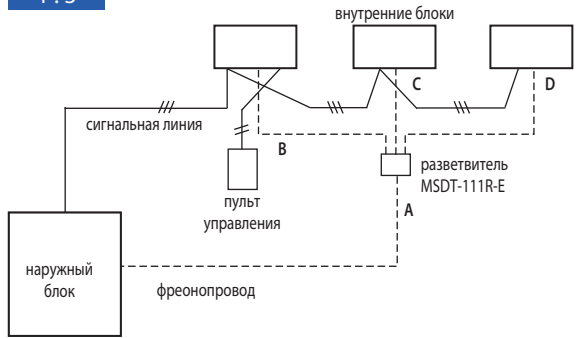 внутренние блоки
C
D
сигнальная линия
B
разветвитель
MSDT-111R-E
пульт
управления
A
наружный
блок
фреонопровод